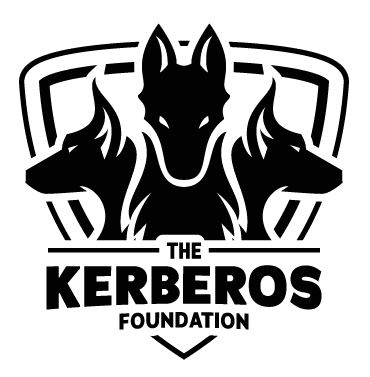 THE
KERBEROS
FOUNDATION